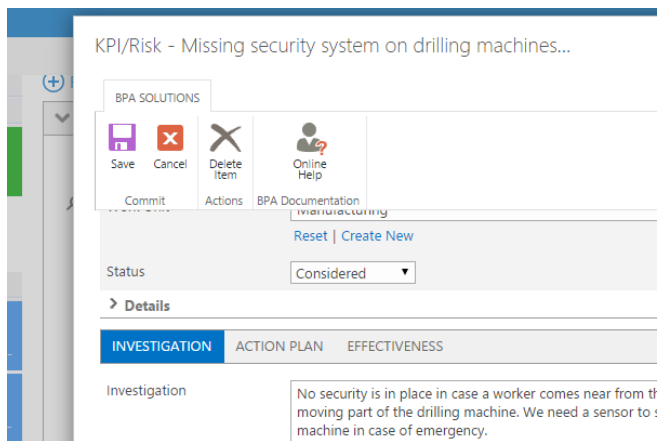 KPI/Risk - Missing security system on drilling machines...
BPA SOLUTIONS
Save Cancel Delete Item Online Help
Commit Actions BPA Documentation
Work Unit Manufacturing
Reset | Create New
Status Considered
Details
INVESTIGATION ACTION PLAN EFFECTIVENESS
Investigation No security is in place in case a worker comes near from
moving part of the drilling machine. We need a sensor to
machine in case of emergency.